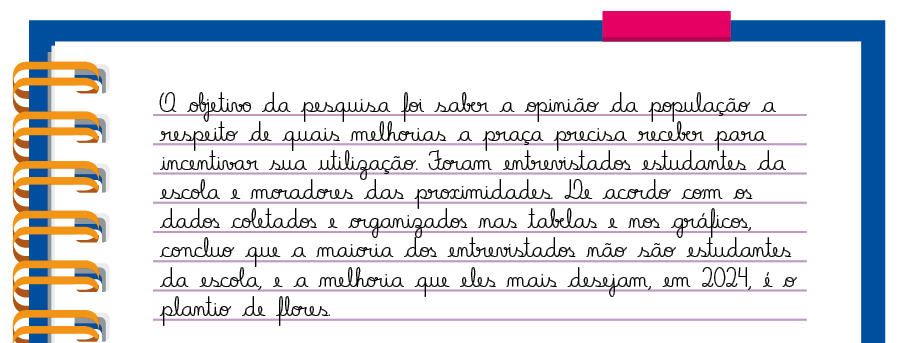 O objetivo da pesquisa foi saber a opinião da população a
respeito de quais melhorias a praça precisa receber para
incentivar sua utilização. Foram entrevistados estudantes da
escola e moradores das proximidades. De acordo com os
dados coletados e organizados nas tabelas e nos gráficos,
concluo que a maioria dos entrevistados não são estudantes
da escola, e a melhoria que eles mais desejam, em 2024, é o
plantio de flores.